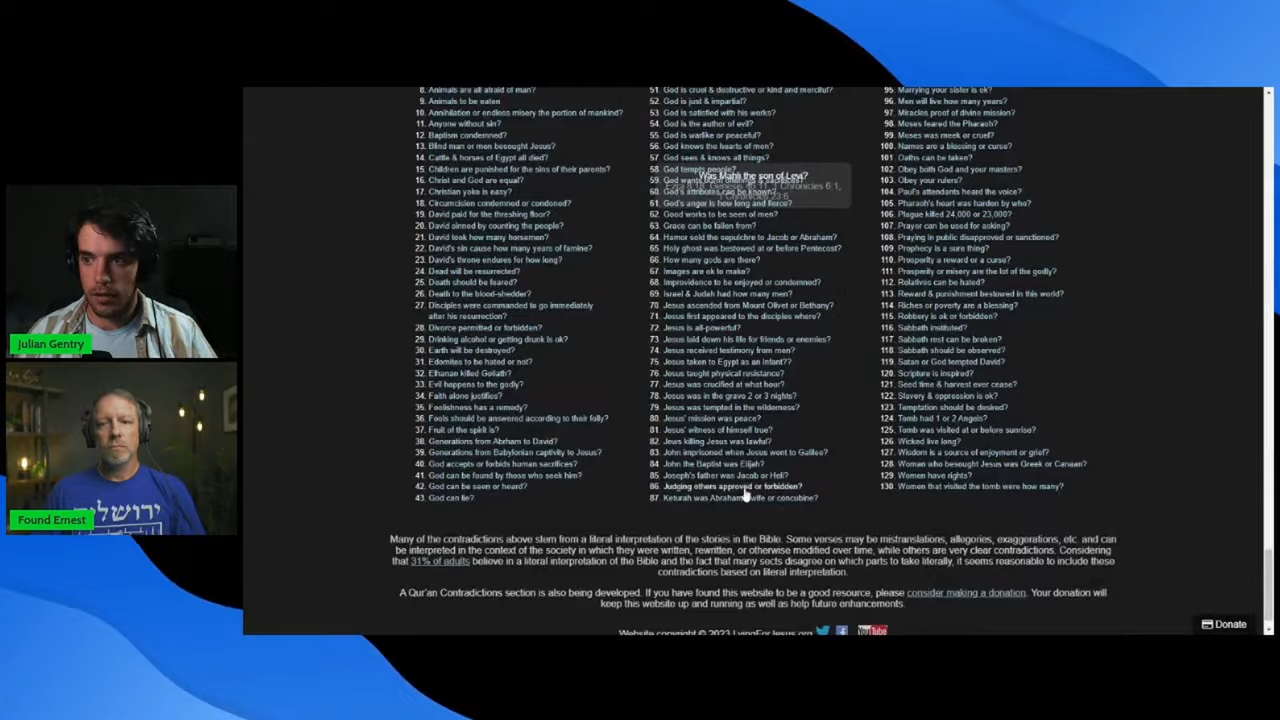 8. Animals are all afraid of man?
9. Animals to be eaten
10. Annihilation or endless misery the portion of mankind?
11. Anyone without sin?
12. Baptism condemned?
13. Blind man or men besought Jesus?
14. Cattle & horses of Egypt all died?
15. Children are punished for the sins of their parents?
16. Christ and God are equal?
17. Christian yoke is easy?
18. Circumcision condemned or condoned?
19. David paid for the threshing floor?
20. David sinned by counting the people?
21. David took how many horsemen?
22. David's sin cause how many years of famine?
23. David's throne endures for how long?
24. Dead will be resurrected?
25. Death should be feared?
26. Death to the blood-shedder?
27. Disciples were commanded to go immediately
after his resurrection?
28. Divorce permitted or forbidden?
29. Drinking alcohol or getting drunk is ok?
30. Earth will be destroyed?
31. Edomites to be hated or not?
32. Elhanan killed Goliath?
33. Evil happens to the godly?
34. Faith alone justifies?
35. Foolishness has a remedy?
36. Fools should be answered according to their folly?
37. Fruit of the spirit is?
38. Generations from Abrham to David?
39. Generations from Babylonian captivity to Jesus?
40. God accepts or forbids human sacrifices?
41. God can be found by those who seek him?
42. God can be seen or heard?
43. God can lie?
51. God is cruel & destructive or kind and merciful?
52. God is just & impartial?
53. God is satisfied with his works?
54. God is the author of evil?
55. God is warlike or peaceful?
56. God knows the hearts of men?
57. God sees & knows all things?
58. God tempts people?
59. God wants burnt offerings & sacrifices?
60. God's attributes can be known?
61. God's anger is how long and fierce?
62. Good works to be seen of men?
63. Grace can be fallen from?
64. Hamor sold the sepulchre to Jacob or Abraham?
65. Holy ghost was bestowed at or before Pentecost?
66. How many gods are there?
67. Images are ok to make?
68. Improvidence to be enjoyed or condemned?
69. Israel & Judah had how many men?
70. Jesus ascended from Mount Olivet or Bethany?
71. Jesus first appeared to the disciples where?
72. Jesus is all-powerful?
73. Jesus laid down his life for friends or enemies?
74. Jesus received testimony from men?
75. Jesus taken to Egypt as an Infant??
76. Jesus taught physical resistance?
77. Jesus was crucified at what hour?
78. Jesus was in the grave 2 or 3 nights?
79. Jesus was tempted in the wilderness?
80. Jesus' mission was peace?
81. Jesus' witness of himself true?
82. Jews killing Jesus was lawful?
83. John imprisoned when Jesus went to Galilee?
84. John the Baptist was Elijah?
85. Joseph's father was Jacob or Heli?
86. Judging others approved or forbidden?
87. Keturah was Abraham wife or concubine?
Was Mahli the son of Levi?
Ezra 8:18, Genesis 46:11, 1 Chronicles 6:1,
1 Chronicles 23:6
95. Marrying your sister is ok?
96. Men will live how many years?
97. Miracles proof of divine mission?
98. Moses feared the Pharaoh?
99. Moses was meek or cruel?
100. Names are a blessing or curse?
101. Oaths can be taken?
102. Obey both God and your masters?
103. Obey your rulers?
104. Paul's attendants heard the voice?
105. Pharaoh's heart was hardon by who?
106. Plague killed 24,000 or 23,000?
107. Prayer can be used for asking?
108. Praying in public disapproved or sanctioned?
109. Prophecy is a sure thing?
110. Prosperity a reward or a curse?
111. Prosperity or misery are the lot of the godly?
112. Relatives can be hated?
113. Reward & punishment bestowed in this world?
114. Riches or poverty are a blessing?
115. Robbery is ok or forbidden?
116. Sabbath instituted?
117. Sabbath rest can be broken?
118. Sabbath should be observed?
119. Satan or God tempted David?
120. Scripture is inspired?
121. Seed time & harvest ever cease?
122. Slavery & oppression is ok?
123. Temptation should be desired?
124. Tomb had 1 or 2 Angels?
125. Tomb was visited at or before sunrise?
126. Wicked live long?
127. Wisdom is a source of enjoyment or grief?
128. Woman who besought Jesus was Greek or Canaan?
129. Women have rights?
130. Women that visited the tomb were how many?
Julian Gentry
Found Ernest
ירושלים
Many of the contradictions above stem from a literal interpretation of the stories in the Bible. Some verses may be mistranslations, allegories, exaggerations, etc. and can
be interpreted in the context of the society in which they were written, rewritten, or otherwise modified over time, while others are very clear contradictions. Considering
that 31% of adults believe in a literal interpretation of the Bible and the fact that many sects disagree on which parts to take literally, it seems reasonable to include these
contradictions based on literal interpretation.
A Qur'an Contradictions section is also being developed. If you have found this website to be a good resource, please consider making a donation. Your donation will
keep this website up and running as well as help future enhancements.
Website copyright © 2023 LyingForJesus.org
YouTube
Donate